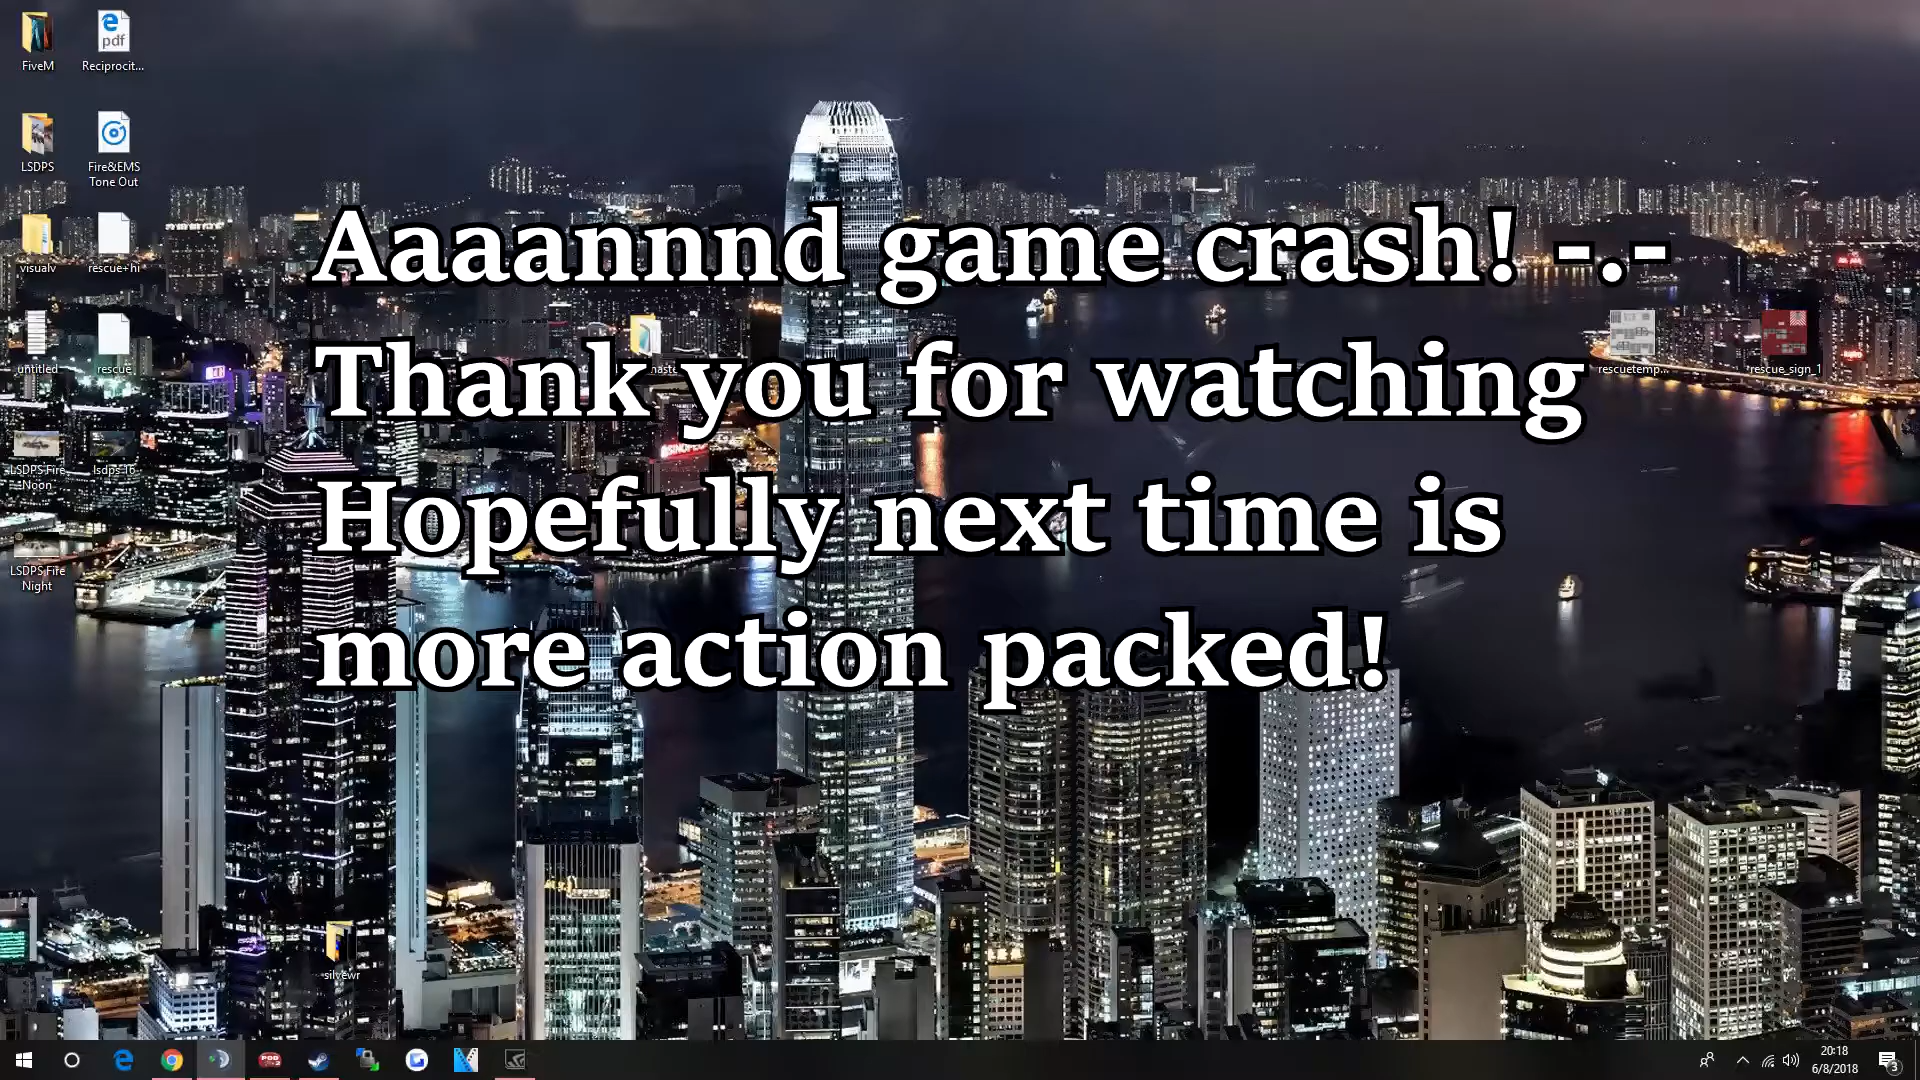 FiveM
Reciprocit...
LSDPS
Fire&EMS
Tone Out
visualv
rescue+hi
untitled
rescue
rescuetemp...
rescue_sign_1
LSDPS Fire
Noon
lsdps 16
LSDPS Fire
Night
Aaaannnd game crash! -.-
Thank you for watching
Hopefully next time is
more action packed!
SINOPEC
silvewr
20:18
6/8/2018
3